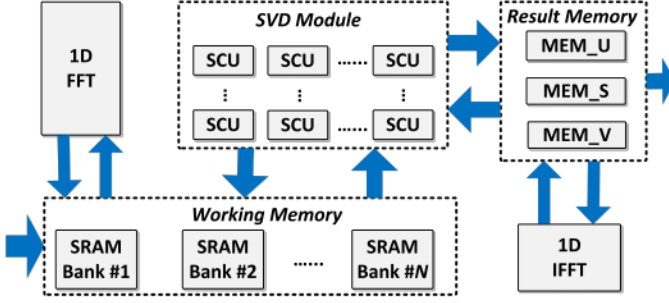 1D
FFT
SVD Module
SCU SCU ...... SCU
SCU SCU ...... SCU
Result Memory
MEM_U
MEM_S
MEM_V
Working Memory
SRAM
Bank #1
SRAM
Bank #2
......
SRAM
Bank #N
1D
IFFT